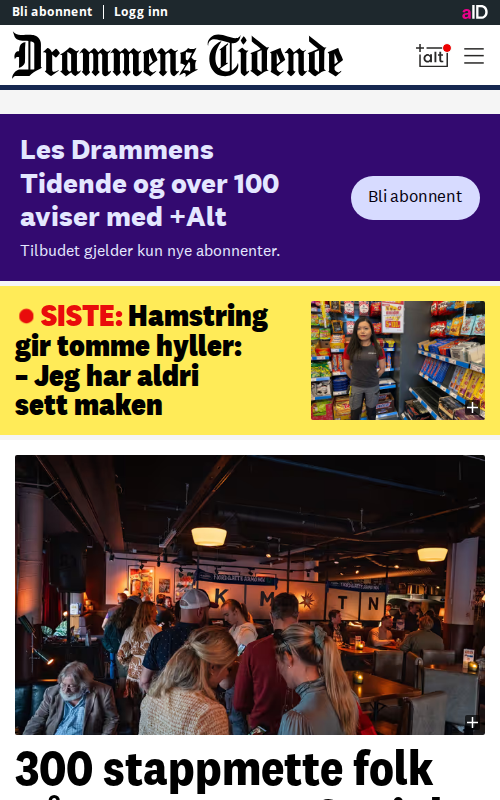 Bli abonnent
Logg inn
aID
Drammens Tidende
+alt
Les Drammens
Tidende og over 100
aviser med +Alt
Bli abonnent
Tilbudet gjelder kun nye abonnenter.
SISTE: Hamstring
gir tomme hyller:
– Jeg har aldri
sett maken
K M T N
300 stappmette folk